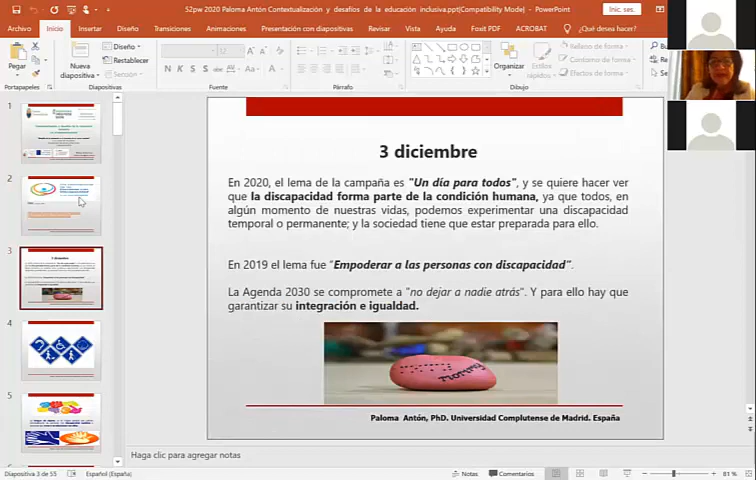 52pw 2020 Paloma Antón Contextualización y desafíos de la educación inclusiva.ppt[Compatibility Mode] - PowerPoint
Inic. ses.
Archivo Inicio Insertar Diseño Transiciones Animaciones Presentación con diapositivas Revisar Vista Ayuda Foxit PDF ACROBAT ¿Qué desea hacer?
Pegar
Nueva diapositiva
Diseño
Restablecer
Sección
N K S
Organizar
Estilos rápidos
Relleno de forma
Contorno de forma
Efectos de forma
Portapapeles Diapositivas Fuente Párrafo Dibujo
1
2
3
4
5
3 diciembre
En 2020, el lema de la campaña es "Un día para todos", y se quiere hacer ver
que la discapacidad forma parte de la condición humana, ya que todos, en
algún momento de nuestras vidas, podemos experimentar una discapacidad
temporal o permanente; y la sociedad tiene que estar preparada para ello.
En 2019 el lema fue "Empoderar a las personas con discapacidad".
La Agenda 2030 se compromete a "no dejar a nadie atrás". Y para ello hay que
garantizar su integración e igualdad.
Mommy
Paloma Antón, PhD. Universidad Complutense de Madrid. España
Haga clic para agregar notas
Diapositiva 3 de 55 Español (España) Notas Comentarios 81 %